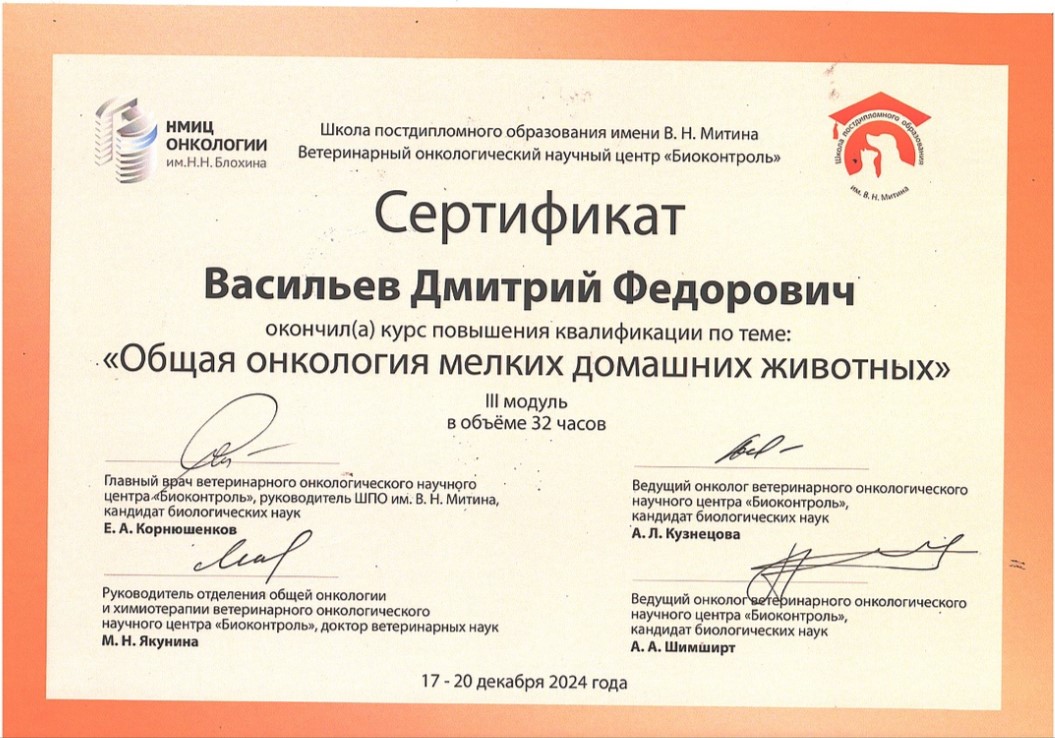 НМИЦ
ОНКОЛОГИИ
им.Н.Н. Блохина
Школа постдипломного образования имени В. Н. Митина
Ветеринарный онкологический научный центр «Биоконтроль»
Школа постдипломного образования
им. В. Н. Митина
Сертификат
Васильев Дмитрий Федорович
окончил(а) курс повышения квалификации по теме:
«Общая онкология мелких домашних животных»
III модуль
в объёме 32 часов
Главный врач ветеринарного онкологического научного
центра «Биоконтроль», руководитель ШПО им. В. Н. Митина,
кандидат биологических наук
Е. А. Корнюшенков
Ведущий онколог ветеринарного онкологического
научного центра «Биоконтроль»,
кандидат биологических наук
А. Л. Кузнецова
Руководитель отделения общей онкологии
и химиотерапии ветеринарного онкологического
научного центра «Биоконтроль», доктор ветеринарных наук
М. Н. Якунина
Ведущий онколог ветеринарного онкологического
научного центра «Биоконтроль»,
кандидат биологических наук
А. А. Шимширт
17 - 20 декабря 2024 года